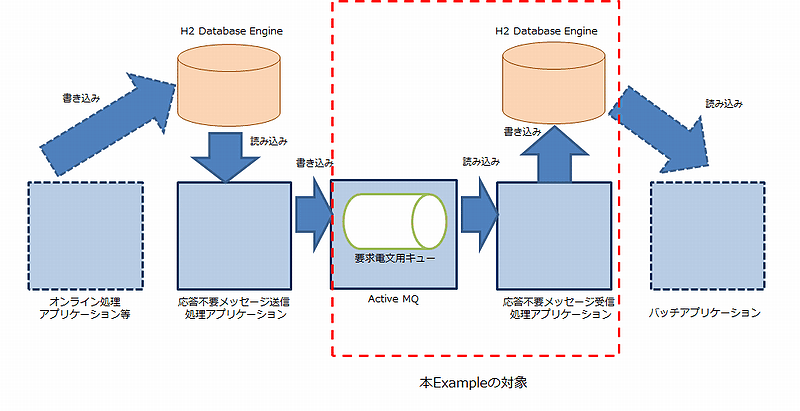 H2 Database Engine
H2 Database Engine
書き込み
読み込み
書き込み
読み込み
書き込み
読み込み
要求電文用キュー
オンライン処理
アプリケーション等
応答不要メッセージ送信
処理アプリケーション
Active MQ
応答不要メッセージ受信
処理アプリケーション
バッチアプリケーション
本Exampleの対象